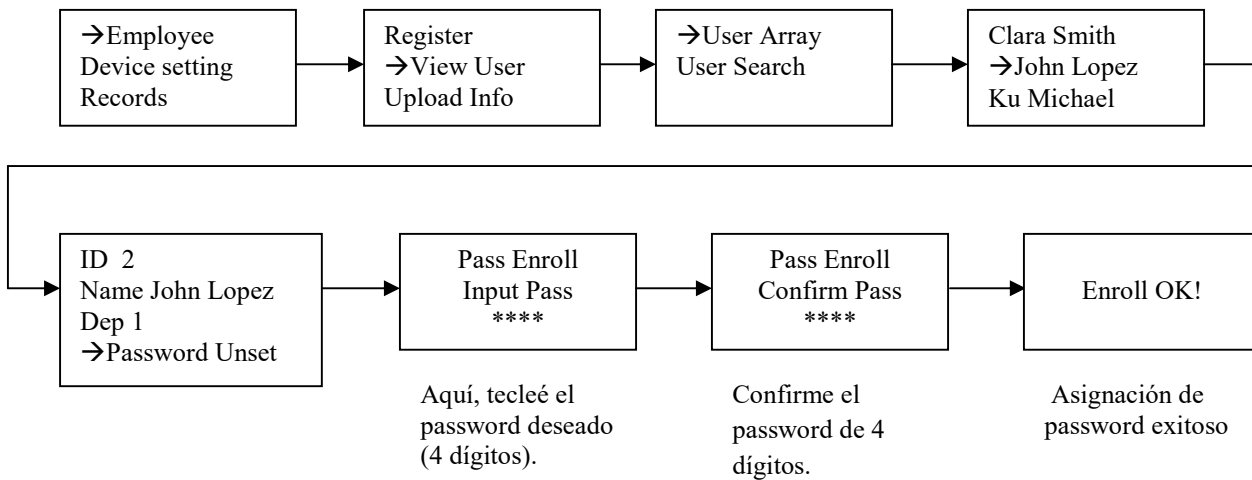 →Employee
Device setting
Records
Register
→View User
Upload Info
→User Array
User Search
Clara Smith
→John Lopez
Ku Michael
ID 2
Name John Lopez
Dep 1
→Password Unset
Pass Enroll
Input Pass
****
Pass Enroll
Confirm Pass
****
Enroll OK!
Aquí, tecleé el
password deseado
(4 dígitos).
Confirme el
password de 4
dígitos.
Asignación de
password exitoso